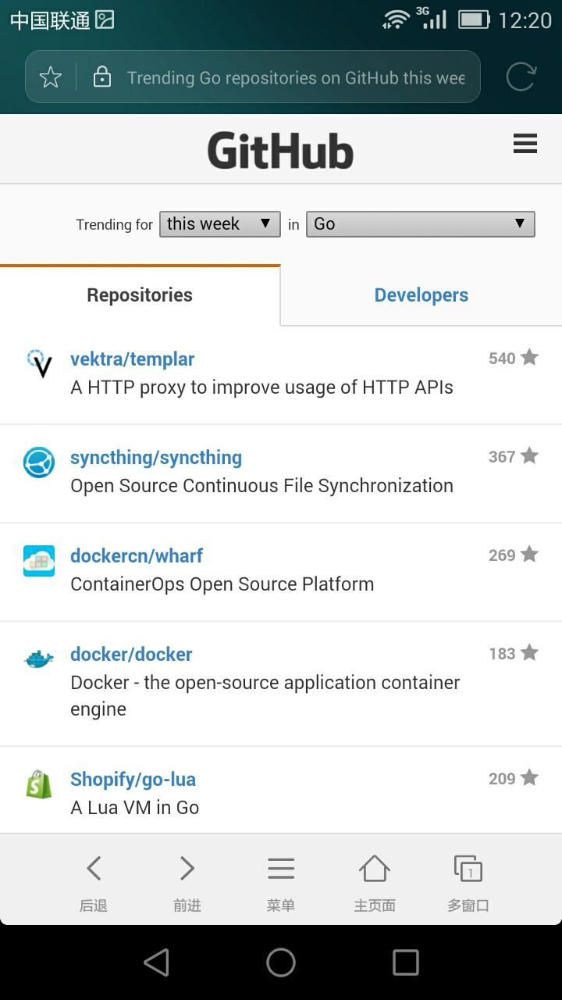 中国联通
3G
12:20
Trending Go repositories on GitHub this wee
GitHub
Trending for this week ▼ in Go ▼
Repositories
Developers
vektra/templar
540
A HTTP proxy to improve usage of HTTP APIs
syncthing/syncthing
367
Open Source Continuous File Synchronization
dockercn/wharf
269
ContainerOps Open Source Platform
docker/docker
183
Docker - the open-source application container
engine
Shopify/go-lua
209
A Lua VM in Go
1
后退
前进
菜单
主页面
多窗口